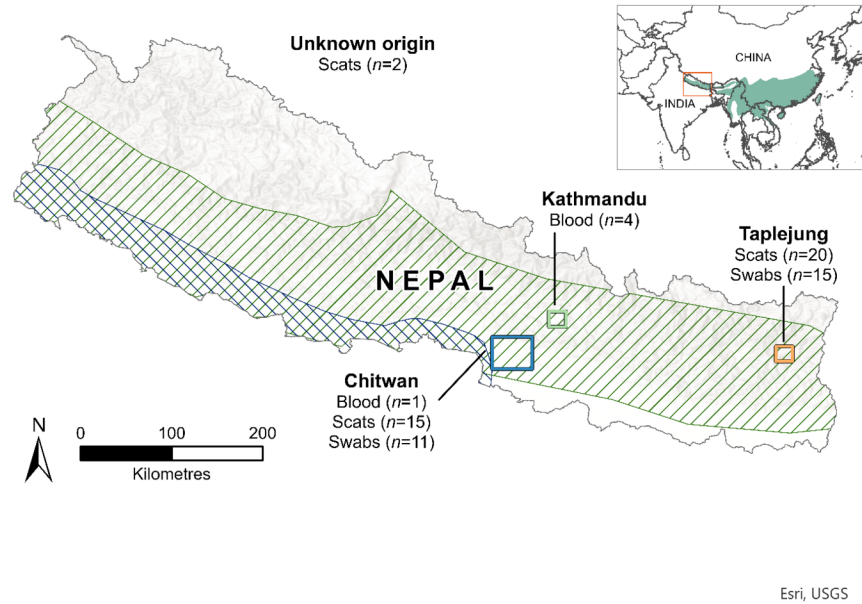 Unknown origin
Scats (n=2)
CHINA
INDIA
Kathmandu
Blood (n=4)
Taplejung
Scats (n=20)
Swabs (n=15)
NEPAL
Chitwan
Blood (n=1)
Scats (n=15)
Swabs (n=11)
N
0 100 200
Kilometres
Esri, USGS